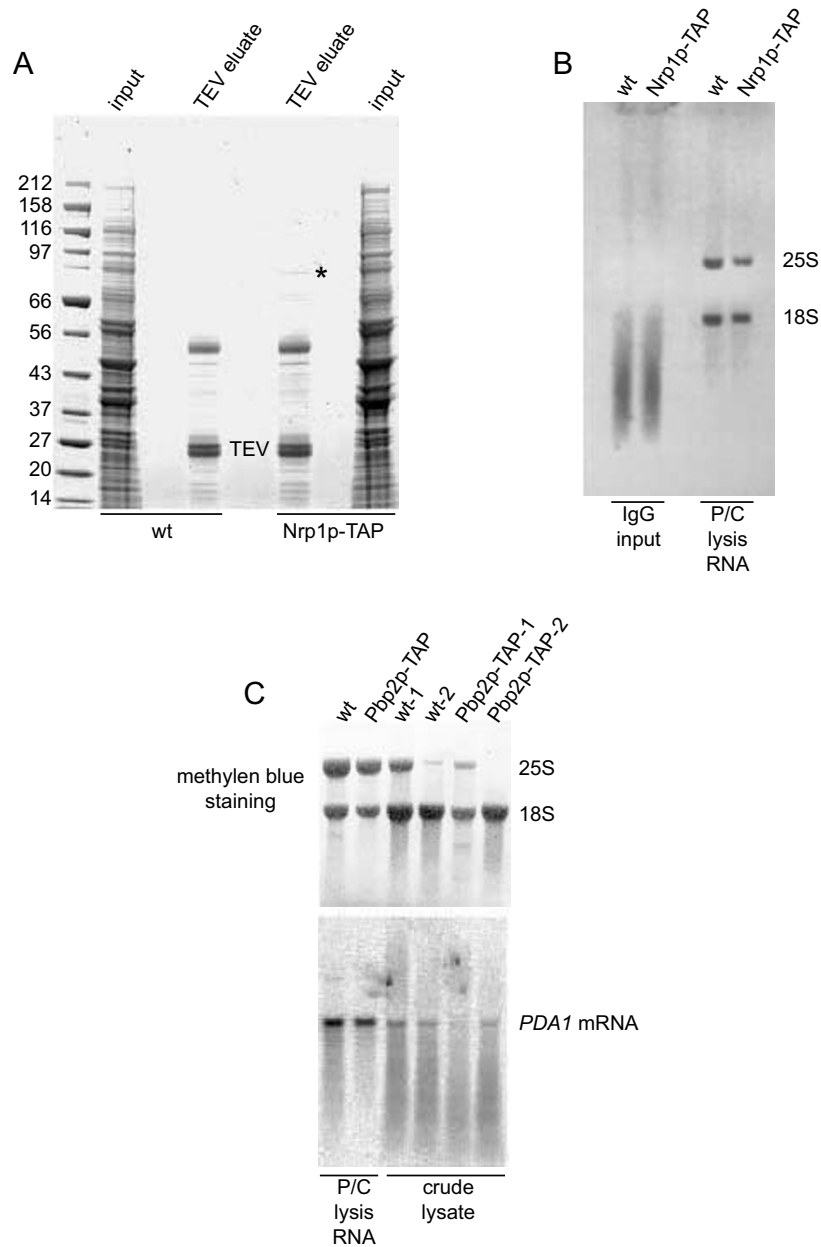 A
input
TEV eluate
TEV eluate
input
212
158
116
97
66
56
43
37
27
20
14
*
TEV
wt
Nrp1p-TAP
B
wt
Nrp1p-TAP
wt
Nrp1p-TAP
25S
18S
IgG
input
P/C
lysis
RNA
C
wt
Pbp2p-TAP
wt-1
wt-2
Pbp2p-TAP-1
Pbp2p-TAP-2
methylen blue
staining
25S
18S
PDA1 mRNA
P/C
lysis
RNA
crude
lysate